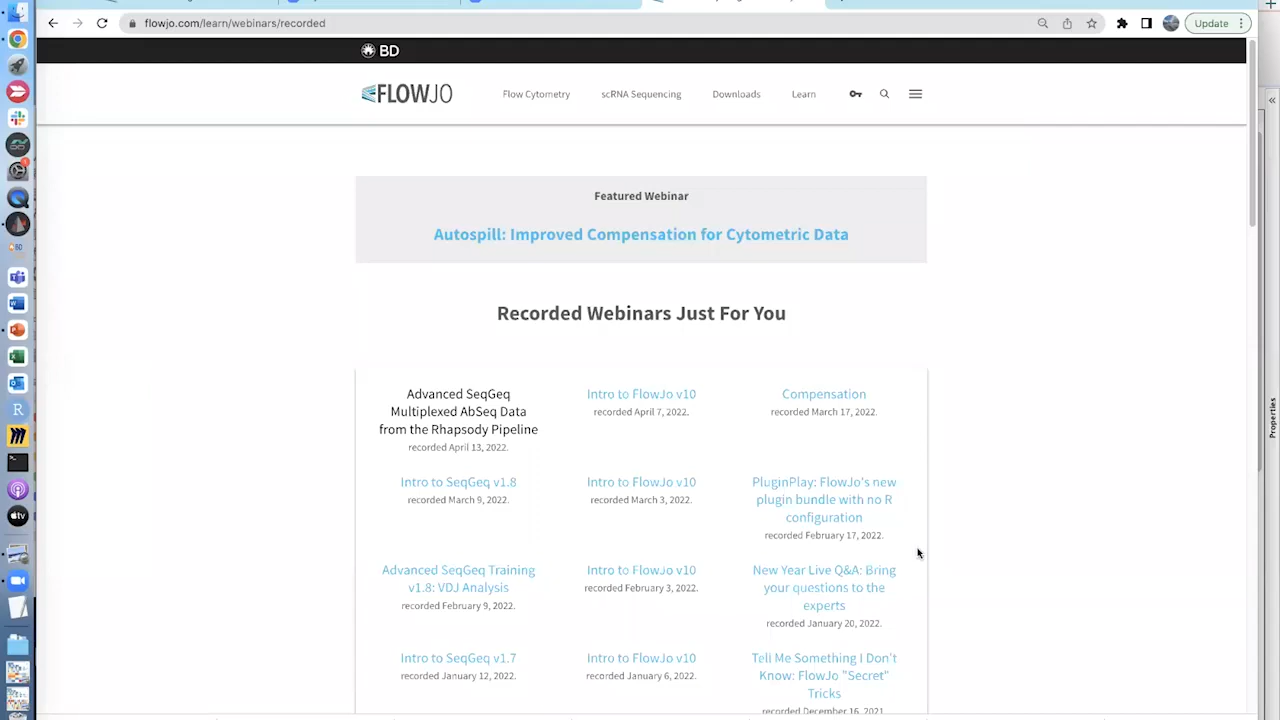 flowjo.com/learn/webinars/recorded
Update
BD
FLOWJO
Flow Cytometry
scRNA Sequencing
Downloads
Learn
Featured Webinar
Autospill: Improved Compensation for Cytometric Data
Recorded Webinars Just For You
Advanced SeqGeq
Multiplexed AbSeq Data
from the Rhapsody Pipeline
recorded April 13, 2022.
Intro to FlowJo v10
recorded April 7, 2022.
Compensation
recorded March 17, 2022.
Intro to SeqGeq v1.8
recorded March 9, 2022.
Intro to FlowJo v10
recorded March 3, 2022.
PluginPlay: FlowJo's new
plugin bundle with no R
configuration
recorded February 17, 2022.
Advanced SeqGeq Training
v1.8: VDJ Analysis
recorded February 9, 2022.
Intro to FlowJo v10
recorded February 3, 2022.
New Year Live Q&A: Bring
your questions to the
experts
recorded January 20, 2022.
Intro to SeqGeq v1.7
recorded January 12, 2022.
Intro to FlowJo v10
recorded January 6, 2022.
Tell Me Something I Don't
Know: FlowJo "Secret"
Tricks
recorded December 16, 2021.
Properties
BD
tv